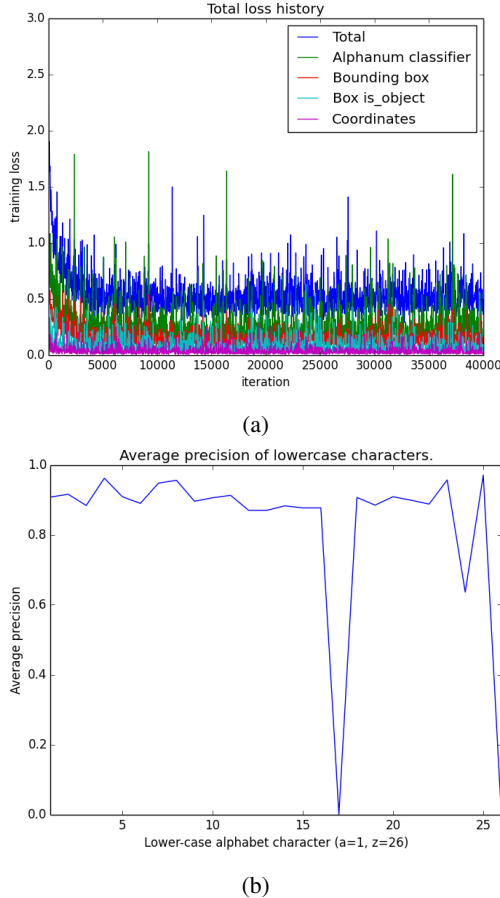 Total loss history
3.0
2.5
2.0
1.5
1.0
0.5
0.0
training loss
Total
Alphanum classifier
Bounding box
Box is_object
Coordinates
0 5000 10000 15000 20000 25000 30000 35000 40000
iteration
(a)
Average precision of lowercase characters.
1.0
0.8
0.6
0.4
0.2
0.0
Average precision
5 10 15 20 25
Lower-case alphabet character (a=1, z=26)
(b)